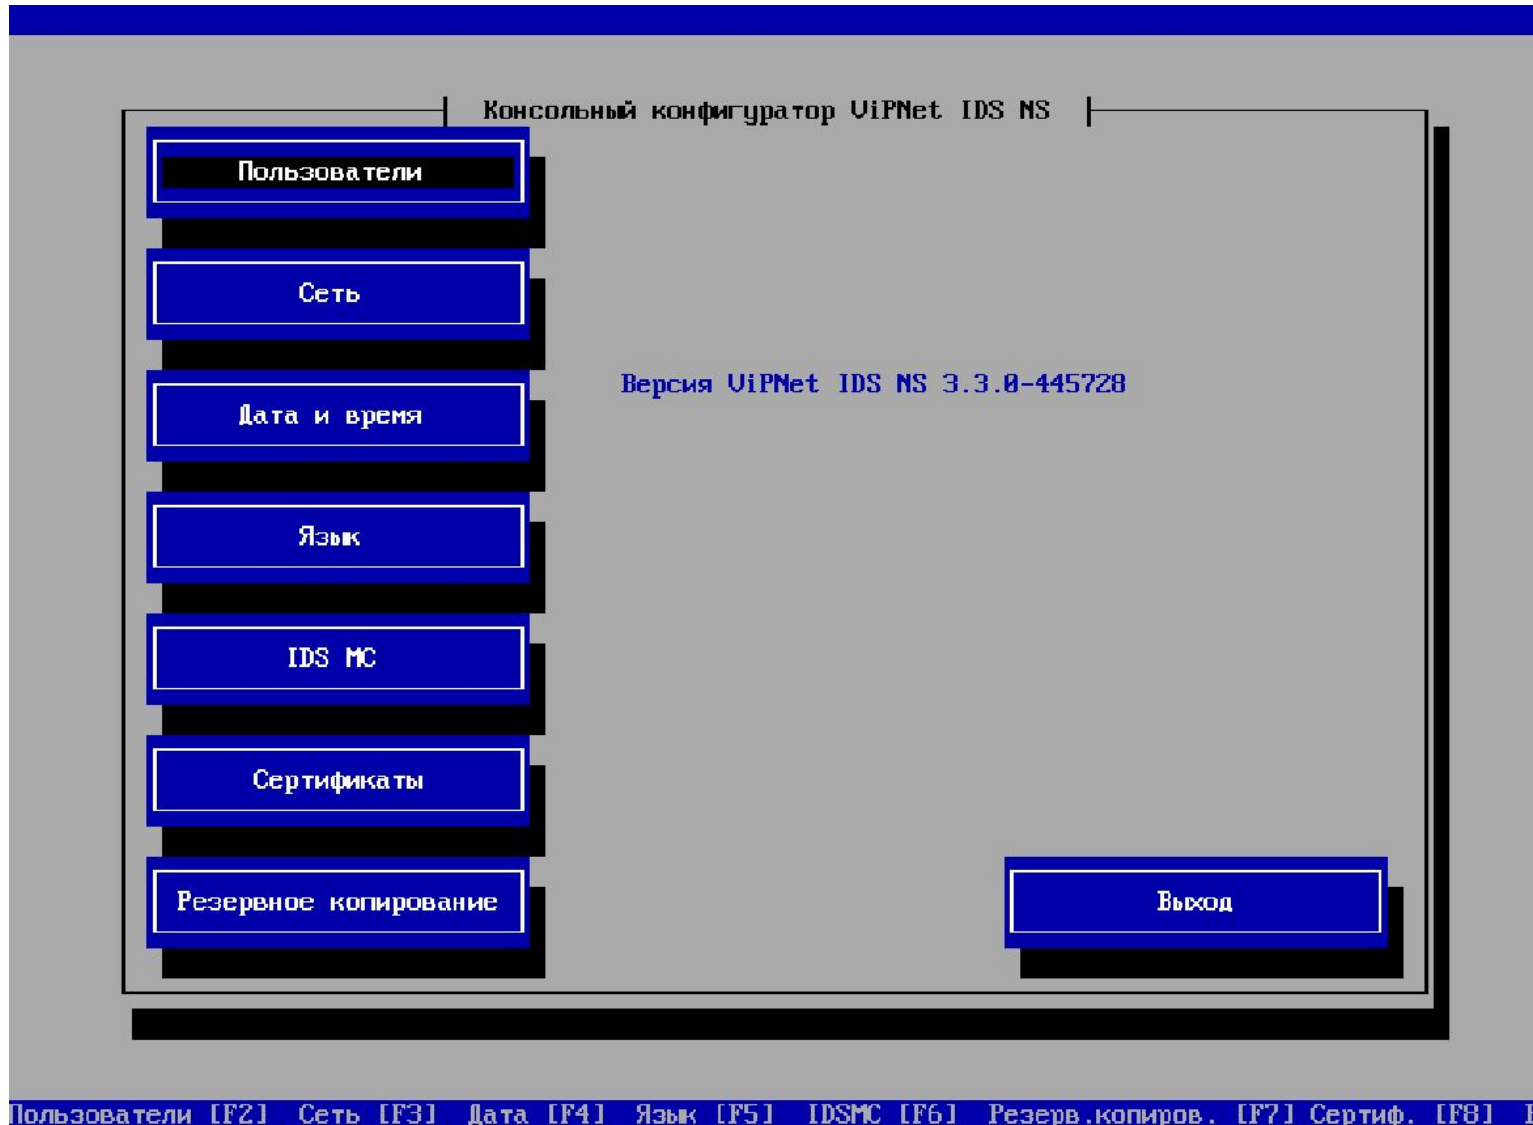 Консольный конфигуратор ViPNet IDS NS
Пользователи
Сеть
Версия ViPNet IDS NS 3.3.0-445728
Дата и время
Язык
IDS MC
Сертификаты
Резервное копирование
Выход
Пользователи [F2] Сеть [F3] Дата [F4] Язык [F5] IDSMC [F6] Резерв.копиров. [F7] Сертиф. [F8]